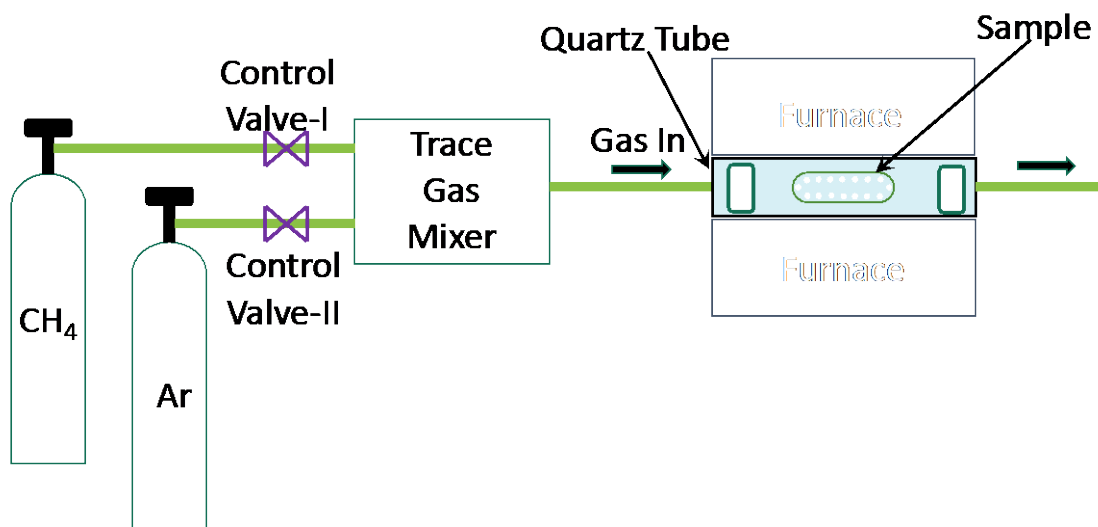 Control
Valve-I
CH₄
Ar
Control
Valve-II
Trace
Gas
Mixer
Gas In
Quartz Tube
Sample
Furnace
Furnace